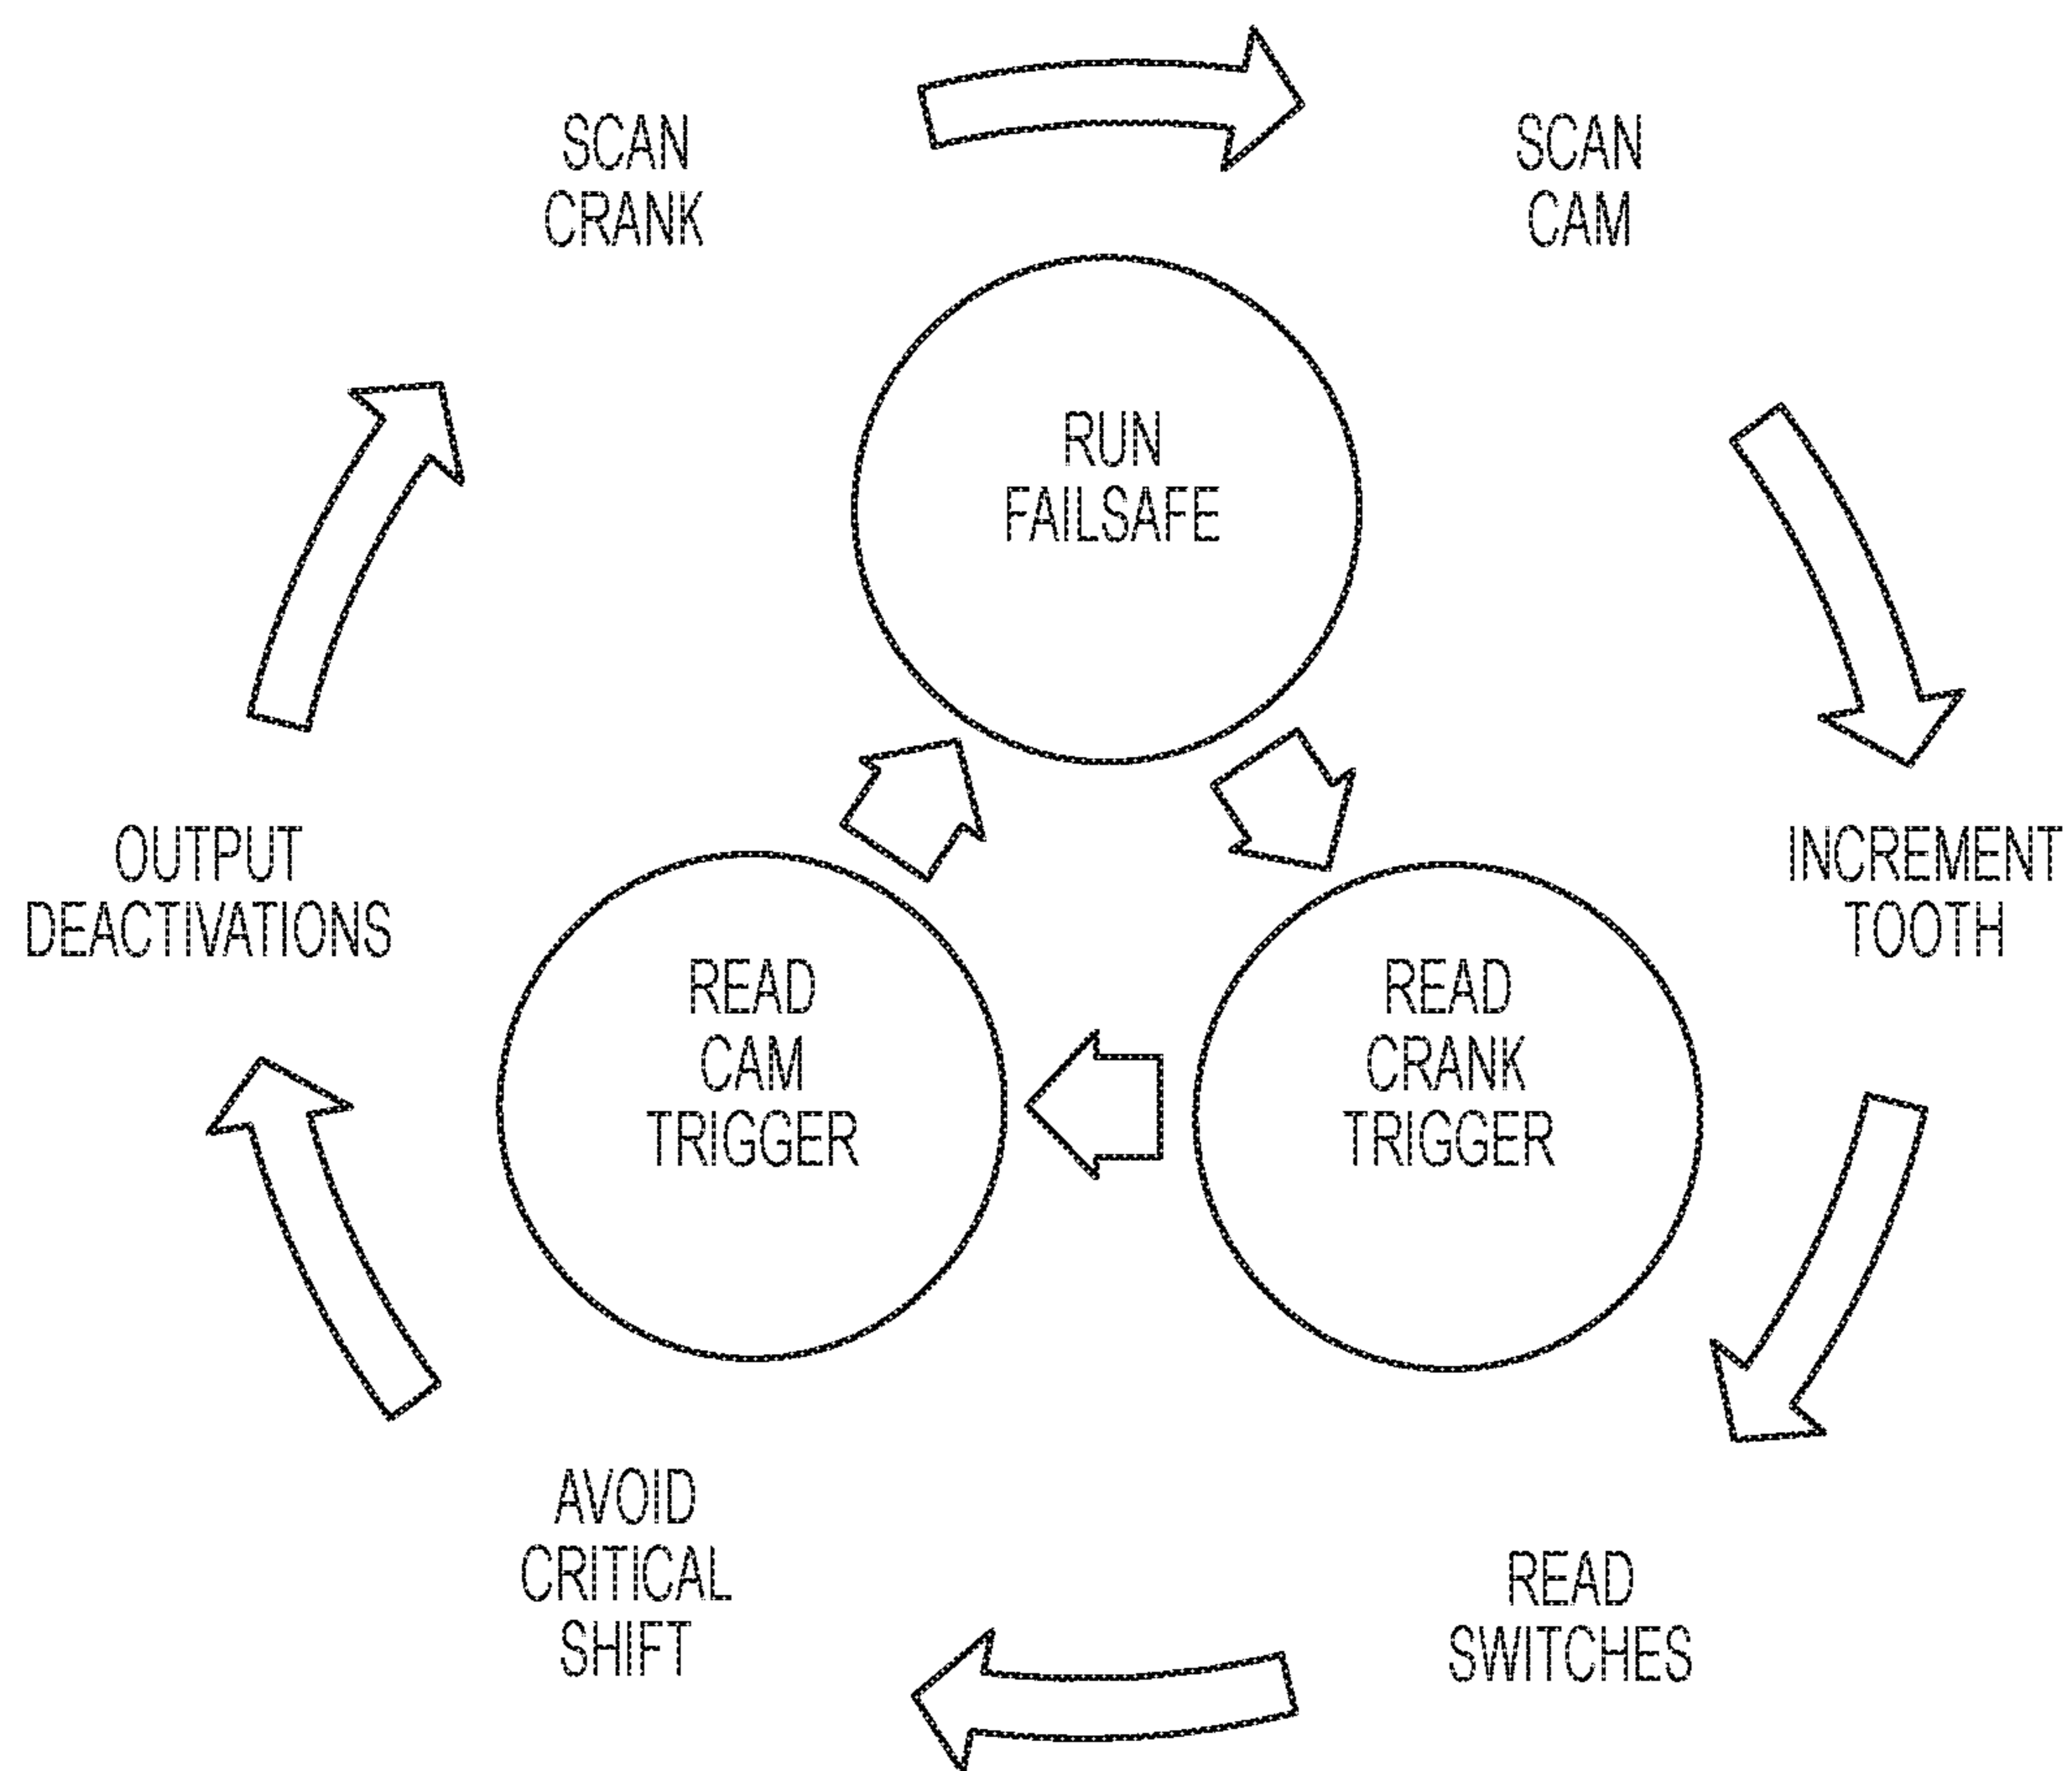 SCAN
CRANK
SCAN
CAM
RUN
FAILSAFE
OUTPUT
DEACTIVATIONS
INCREMENT
TOOTH
READ
CAM
TRIGGER
READ
CRANK
TRIGGER
AVOID
CRITICAL
SHIFT
READ
SWITCHES